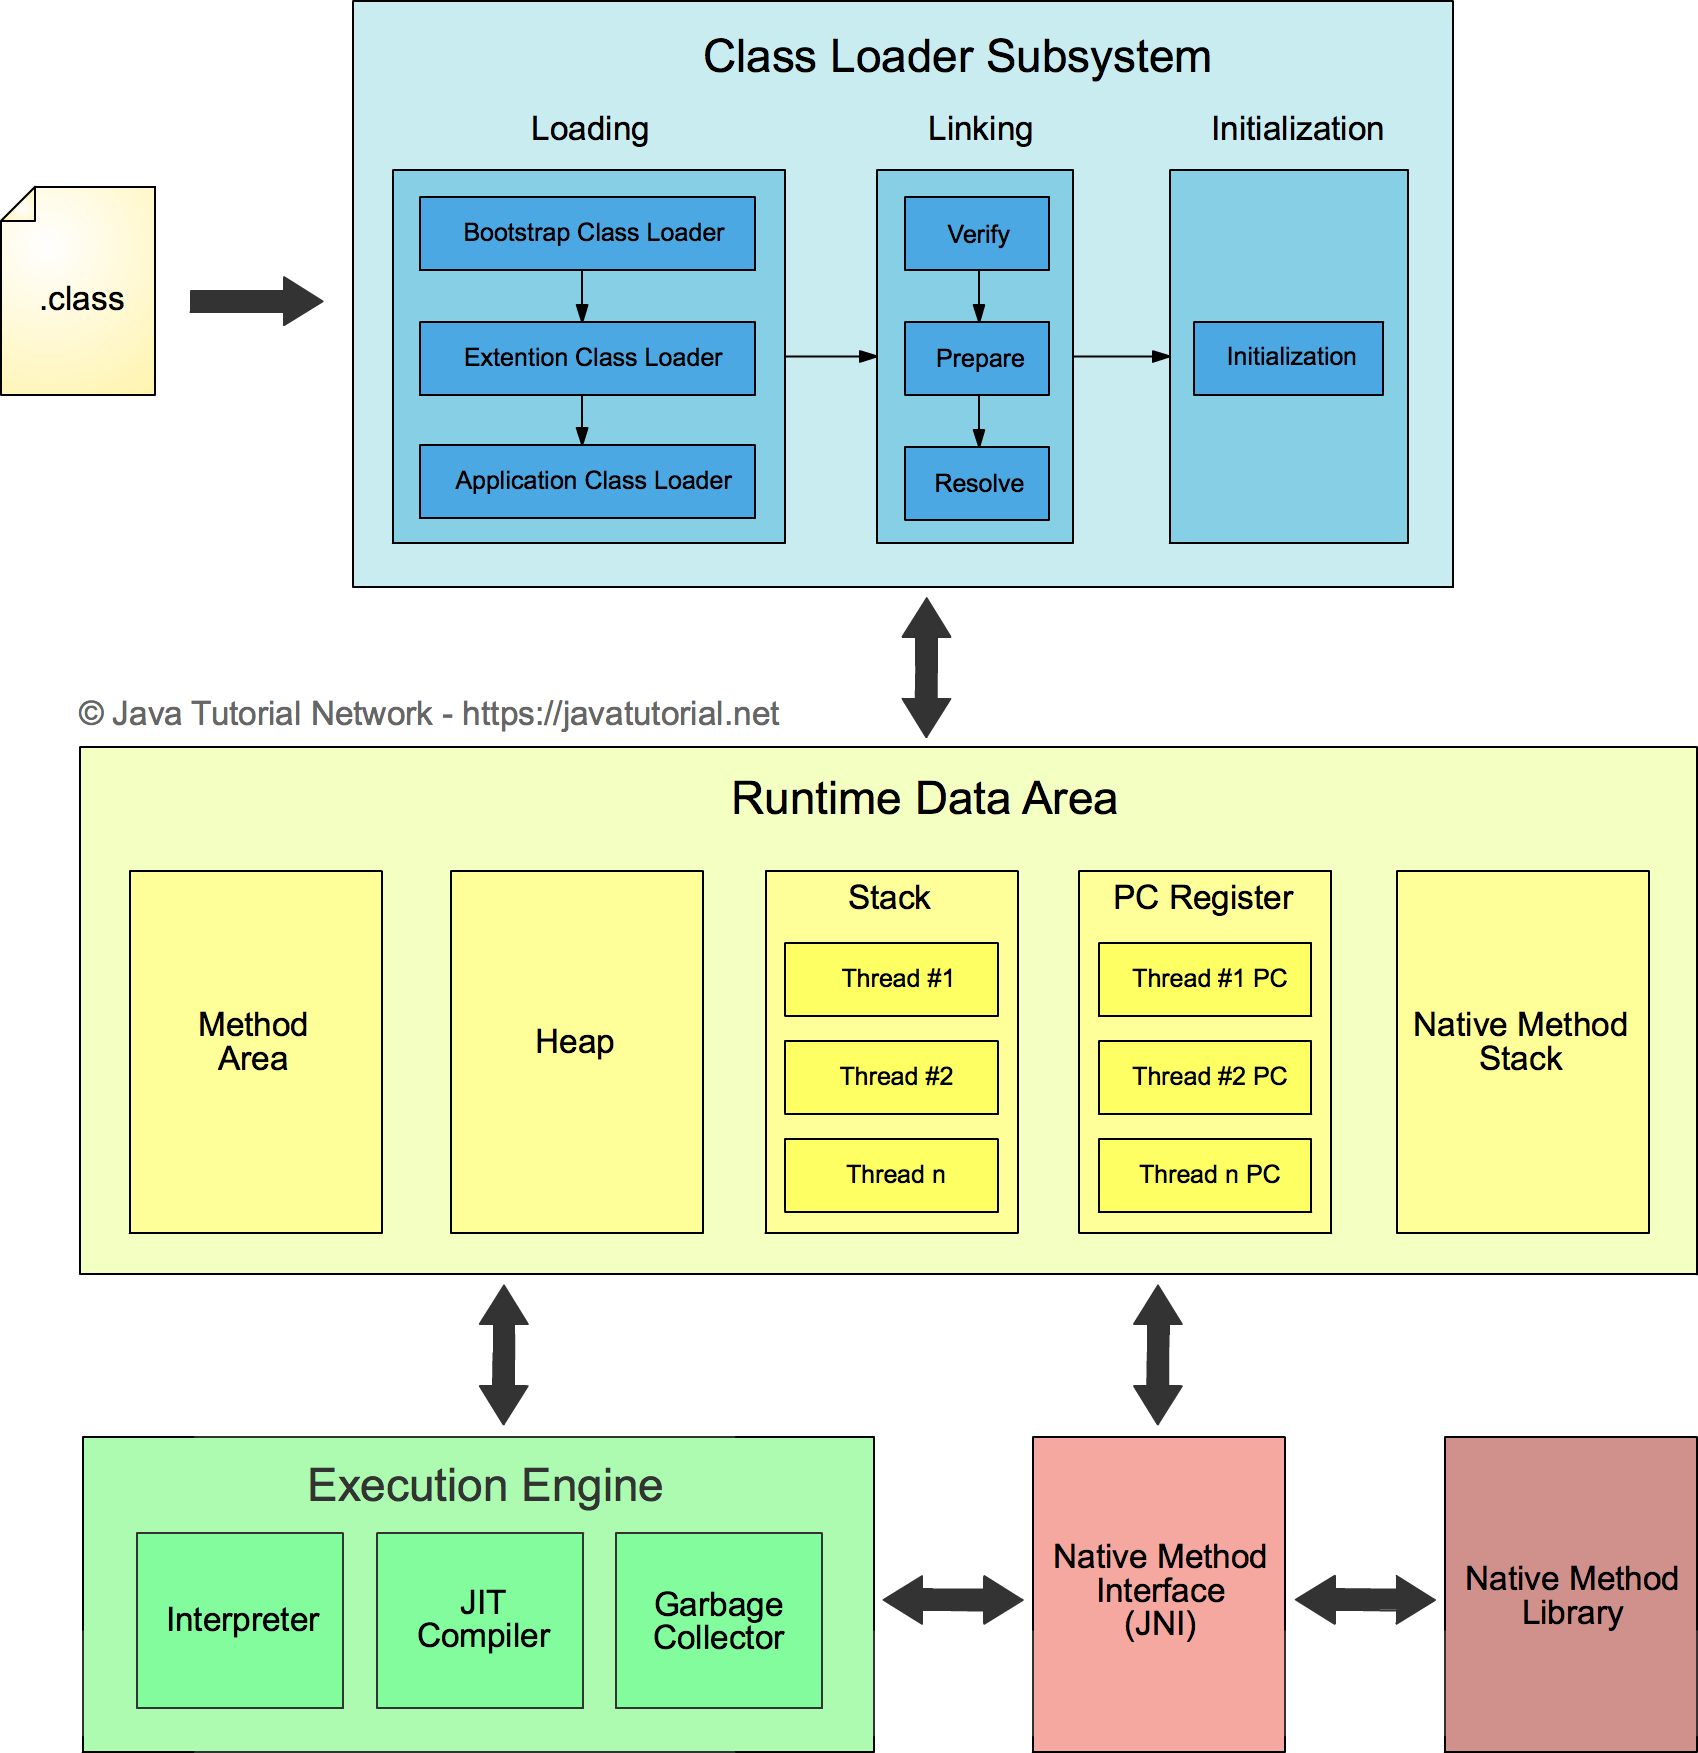 Class Loader Subsystem
Loading
Linking
Initialization
.class
Bootstrap Class Loader
Extention Class Loader
Application Class Loader
Verify
Prepare
Resolve
Initialization
© Java Tutorial Network - https://javatutorial.net
Runtime Data Area
Method
Area
Heap
Stack
Thread #1
Thread #2
Thread n
PC Register
Thread #1 PC
Thread #2 PC
Thread n PC
Native Method
Stack
Execution Engine
Interpreter
JIT
Compiler
Garbage
Collector
Native Method
Interface
(JNI)
Native Method
Library